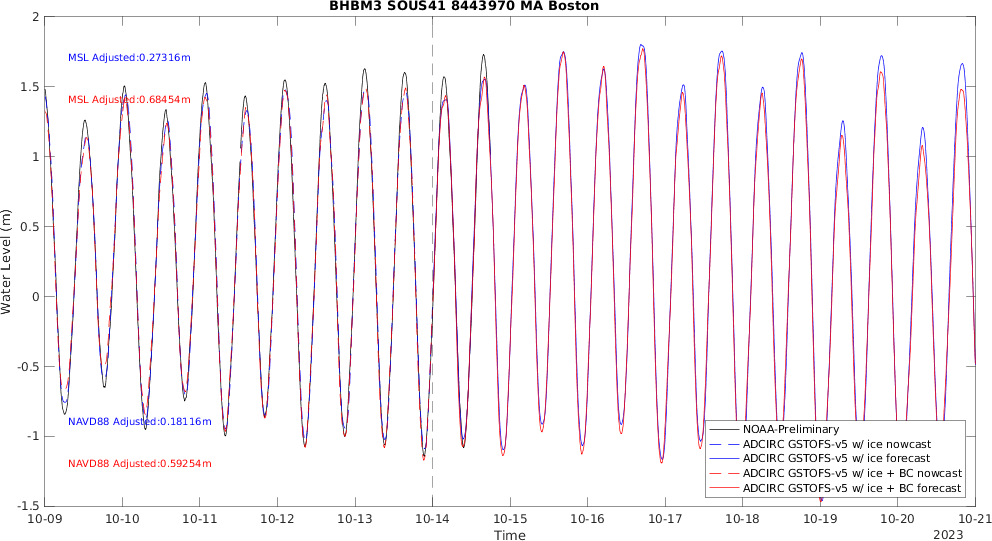 BHBM3 SOUS41 8443970 MA Boston
2
1.5
1
0.5
0
-0.5
-1
-1.5
Water Level (m)
MSL Adjusted:0.27316m
MSL Adjusted:0.68454m
NAVD88 Adjusted:0.18116m
NAVD88 Adjusted:0.59254m
NOAA-Preliminary
ADCIRC GSTOFS-v5 w/ ice nowcast
ADCIRC GSTOFS-v5 w/ ice forecast
ADCIRC GSTOFS-v5 w/ ice + BC nowcast
ADCIRC GSTOFS-v5 w/ ice + BC forecast
10-09 10-10 10-11 10-12 10-13 10-14 10-15 10-16 10-17 10-18 10-19 10-20 10-21
Time
2023